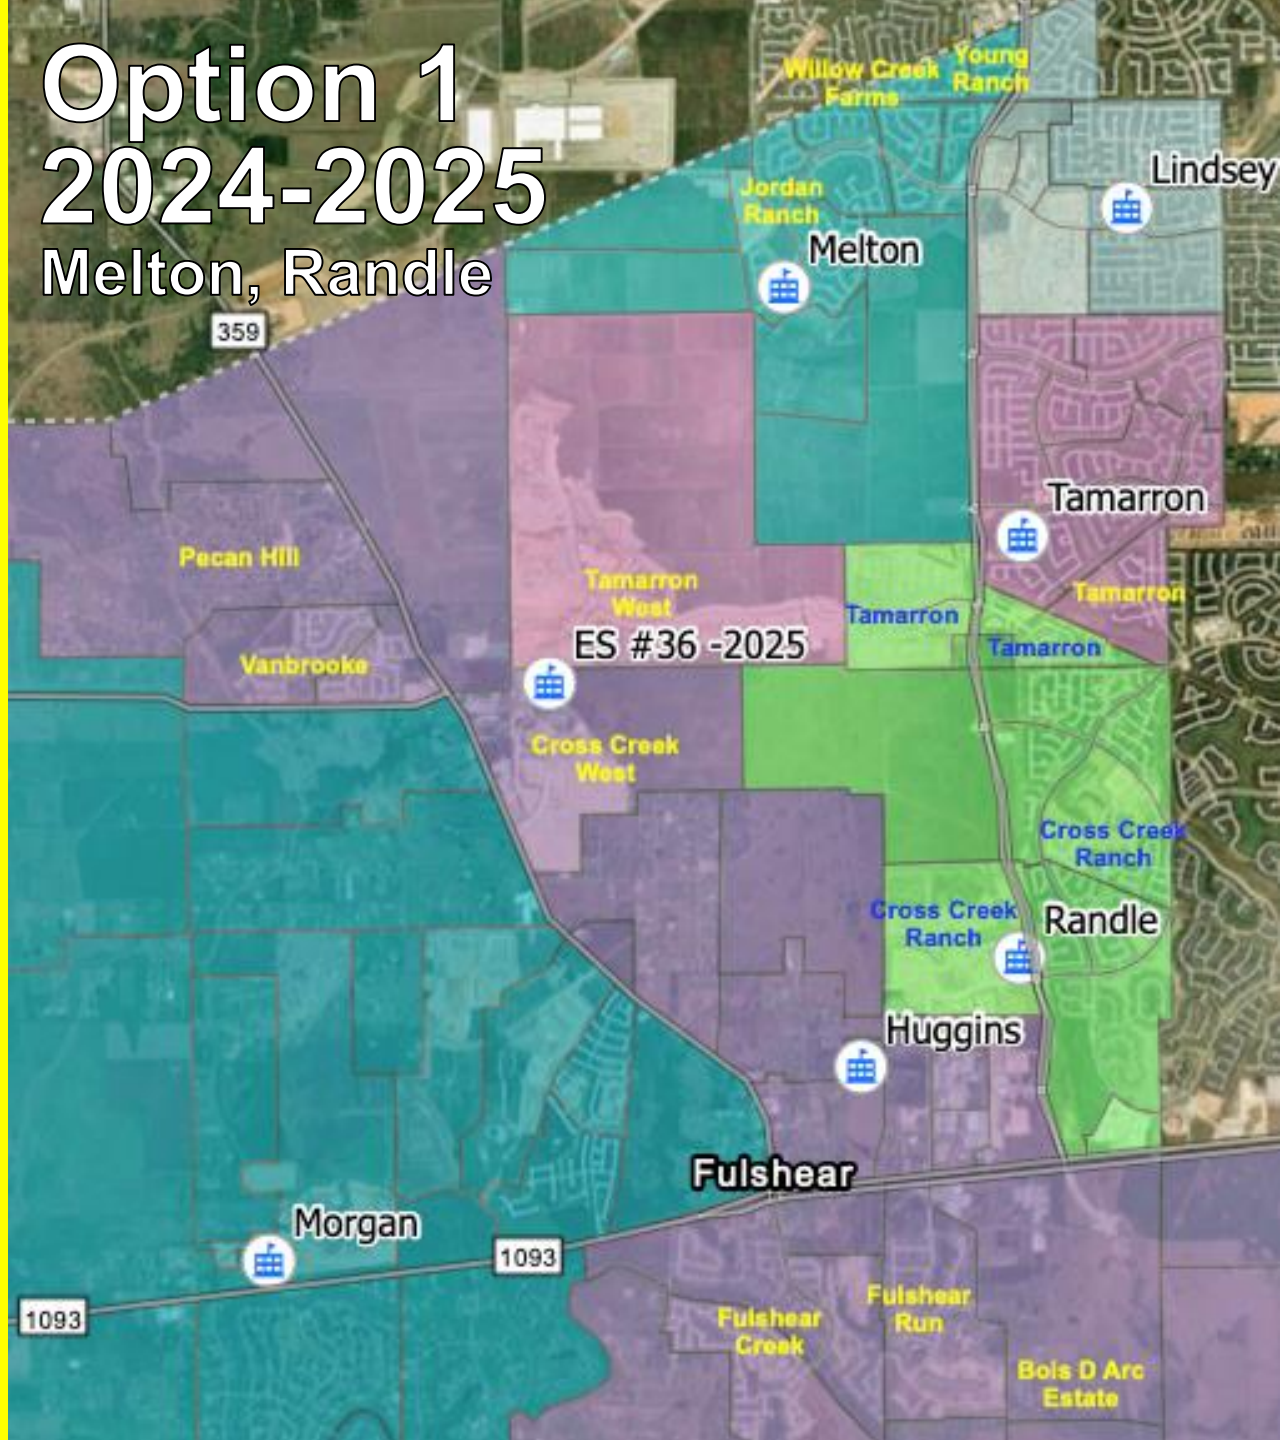 Option 1
2024-2025
Melton, Randle
Willow Creek
Farms
Young
Ranch
Lindsey
Jordan
Ranch
Melton
359
Tamarron
Pecan Hill
Tamarron
West
Tamarron
Tamarron
ES #36 -2025
Tamarron
Vanbrooke
Cross Creek
West
Cross Creek
Ranch
Cross Creek
Ranch
Randle
Huggins
Fulshear
Morgan
1093
1093
Fulshear
Run
Fulshear
Creek
Bois D Arc
Estate